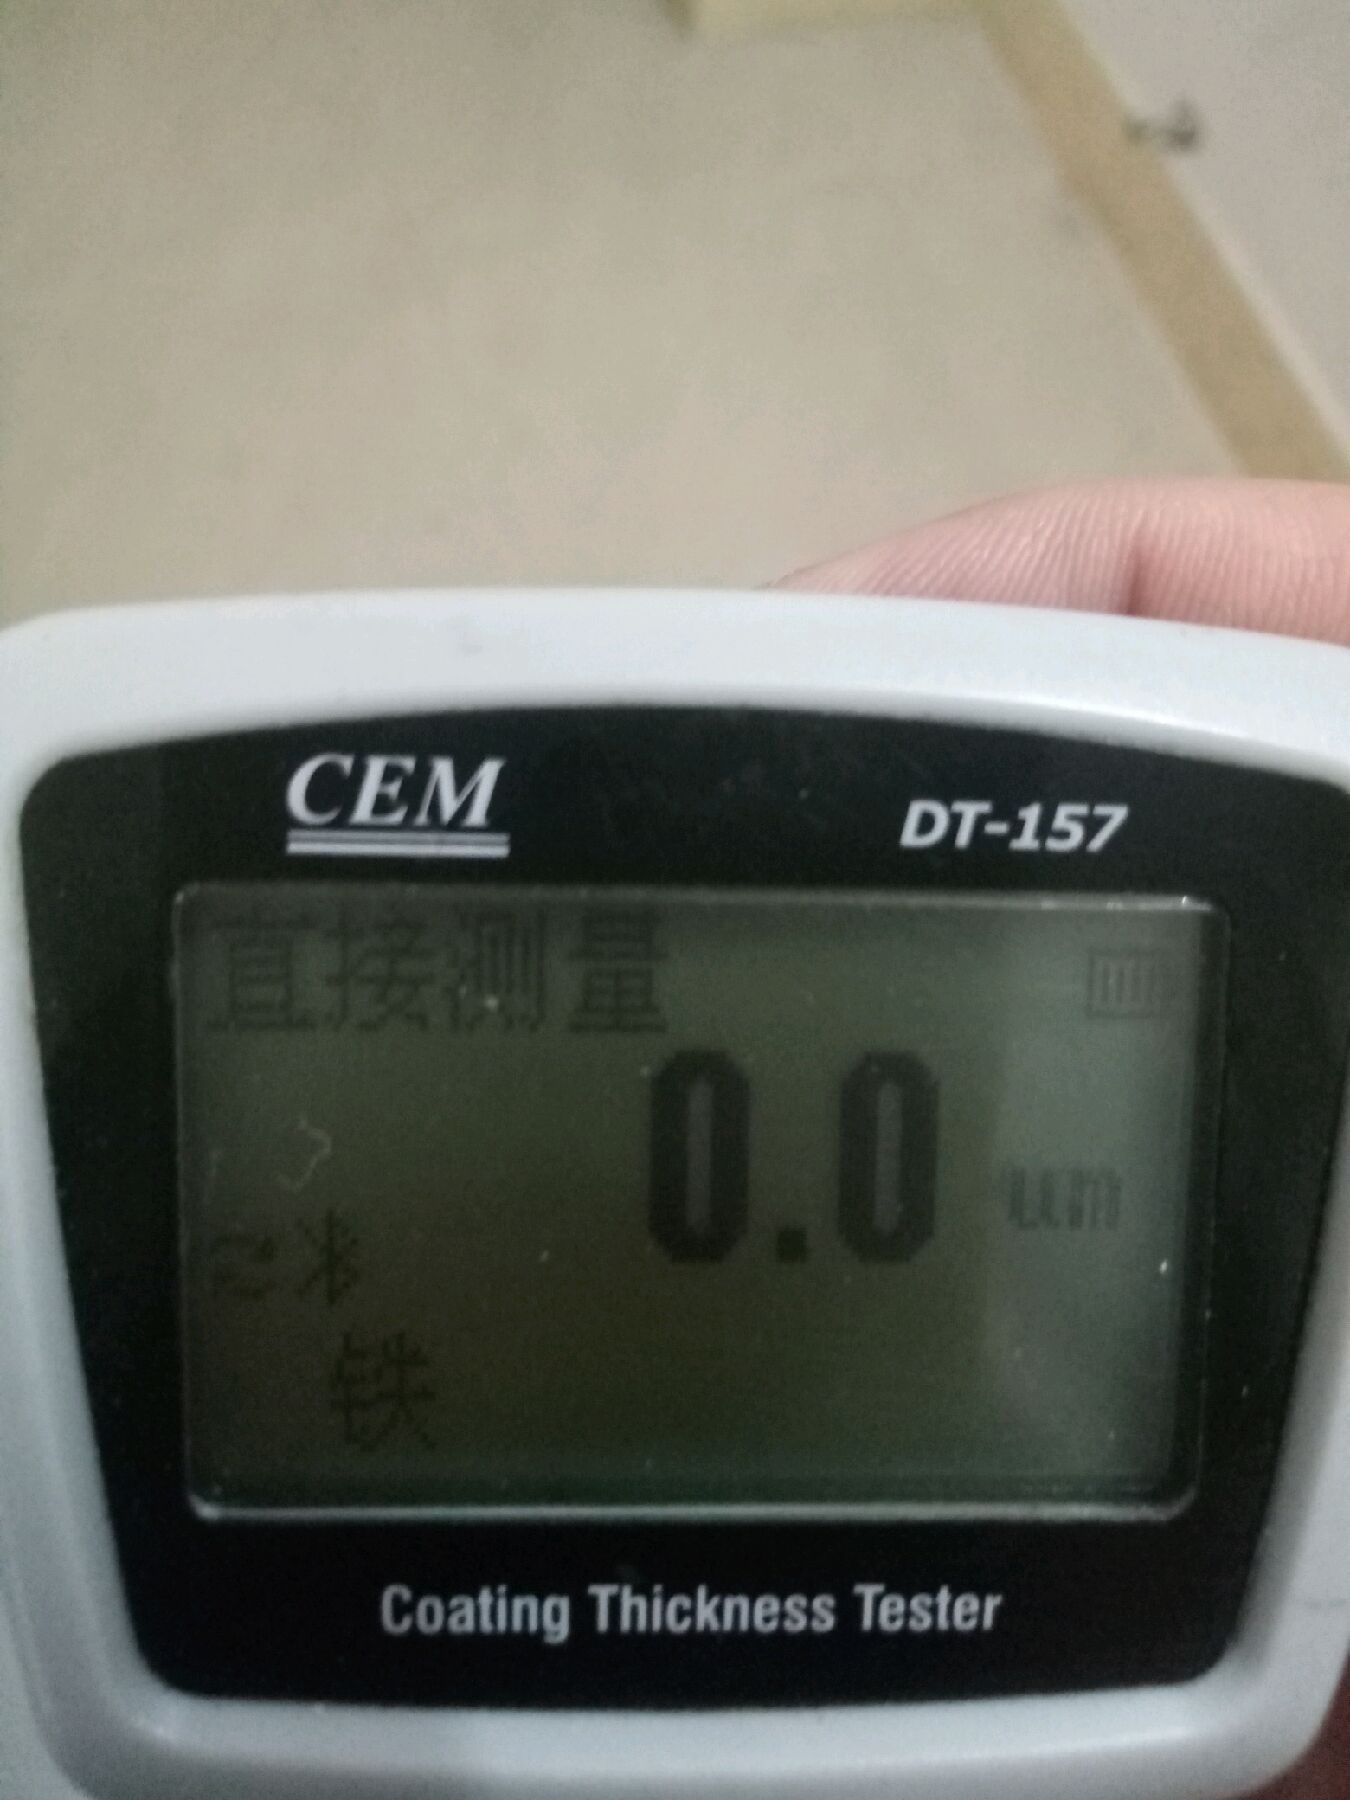 CEM
DT-157
直接测量
0.0 um
铁
Coating Thickness Tester